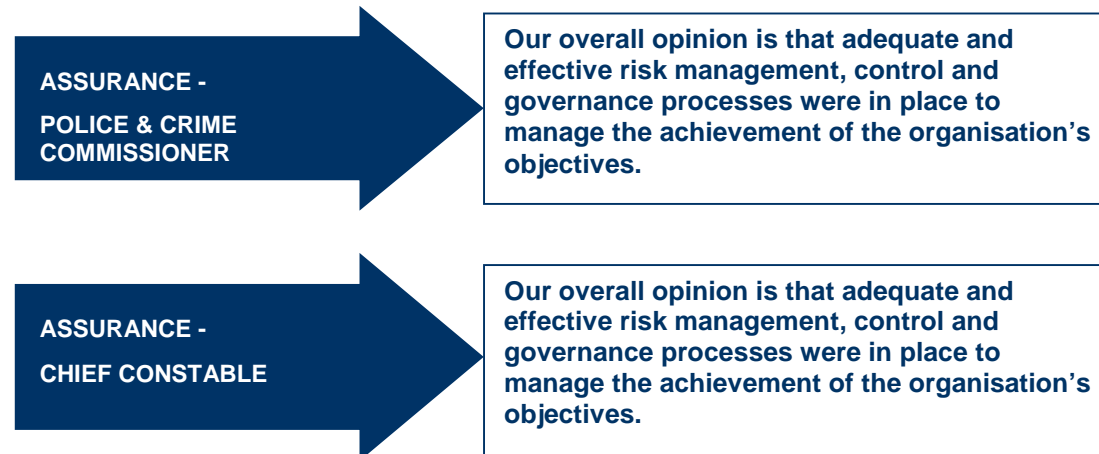 ASSURANCE -
POLICE & CRIME
COMMISSIONER
Our overall opinion is that adequate and
effective risk management, control and
governance processes were in place to
manage the achievement of the organisation’s
objectives.
ASSURANCE -
CHIEF CONSTABLE
Our overall opinion is that adequate and
effective risk management, control and
governance processes were in place to
manage the achievement of the organisation’s
objectives.